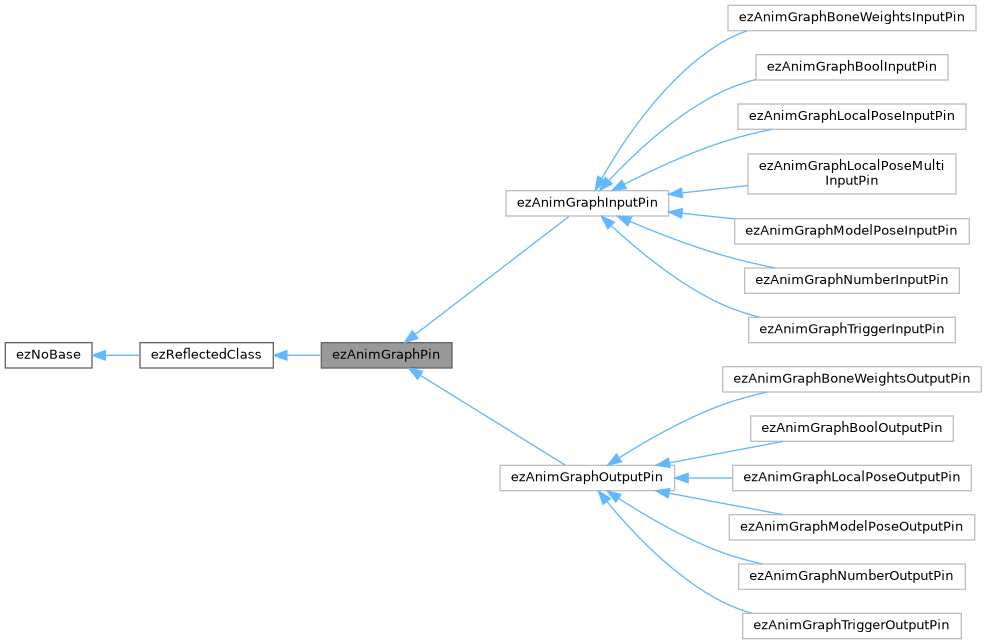 ezAnimGraphBoneWeightsInputPin
ezAnimGraphBoolInputPin
ezAnimGraphLocalPoseInputPin
ezAnimGraphLocalPoseMulti
InputPin
ezAnimGraphInputPin
ezAnimGraphModelPoseInputPin
ezAnimGraphNumberInputPin
ezAnimGraphTriggerInputPin
ezNoBase
ezReflectedClass
ezAnimGraphPin
ezAnimGraphBoneWeightsOutputPin
ezAnimGraphBoolOutputPin
ezAnimGraphOutputPin
ezAnimGraphLocalPoseOutputPin
ezAnimGraphModelPoseOutputPin
ezAnimGraphNumberOutputPin
ezAnimGraphTriggerOutputPin